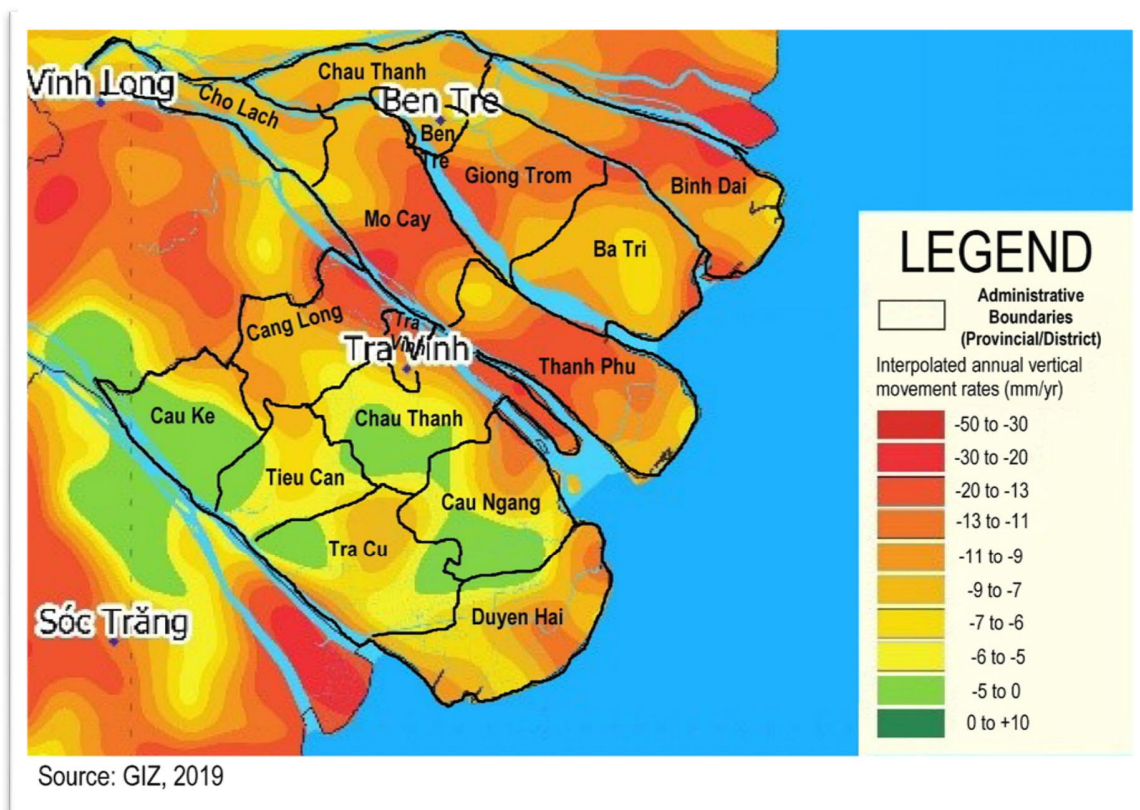 Vĩnh Long
Chau Thanh
Cho Lach
Ben Tre
Ben
Tre
Giong Trom
Binh Dai
Mo Cay
Ba Tri
Cang Long
Tra
Vinh
Tra Vinh
Thanh Phu
Cau Ke
Chau Thanh
Tieu Can
Cau Ngang
Tra Cu
Duyen Hai
Sóc Trăng
LEGEND
Administrative
Boundaries
(Provincial/District)
Interpolated annual vertical
movement rates (mm/yr)
-50 to -30
-30 to -20
-20 to -13
-13 to -11
-11 to -9
-9 to -7
-7 to -6
-6 to -5
-5 to 0
0 to +10
Source: GIZ, 2019